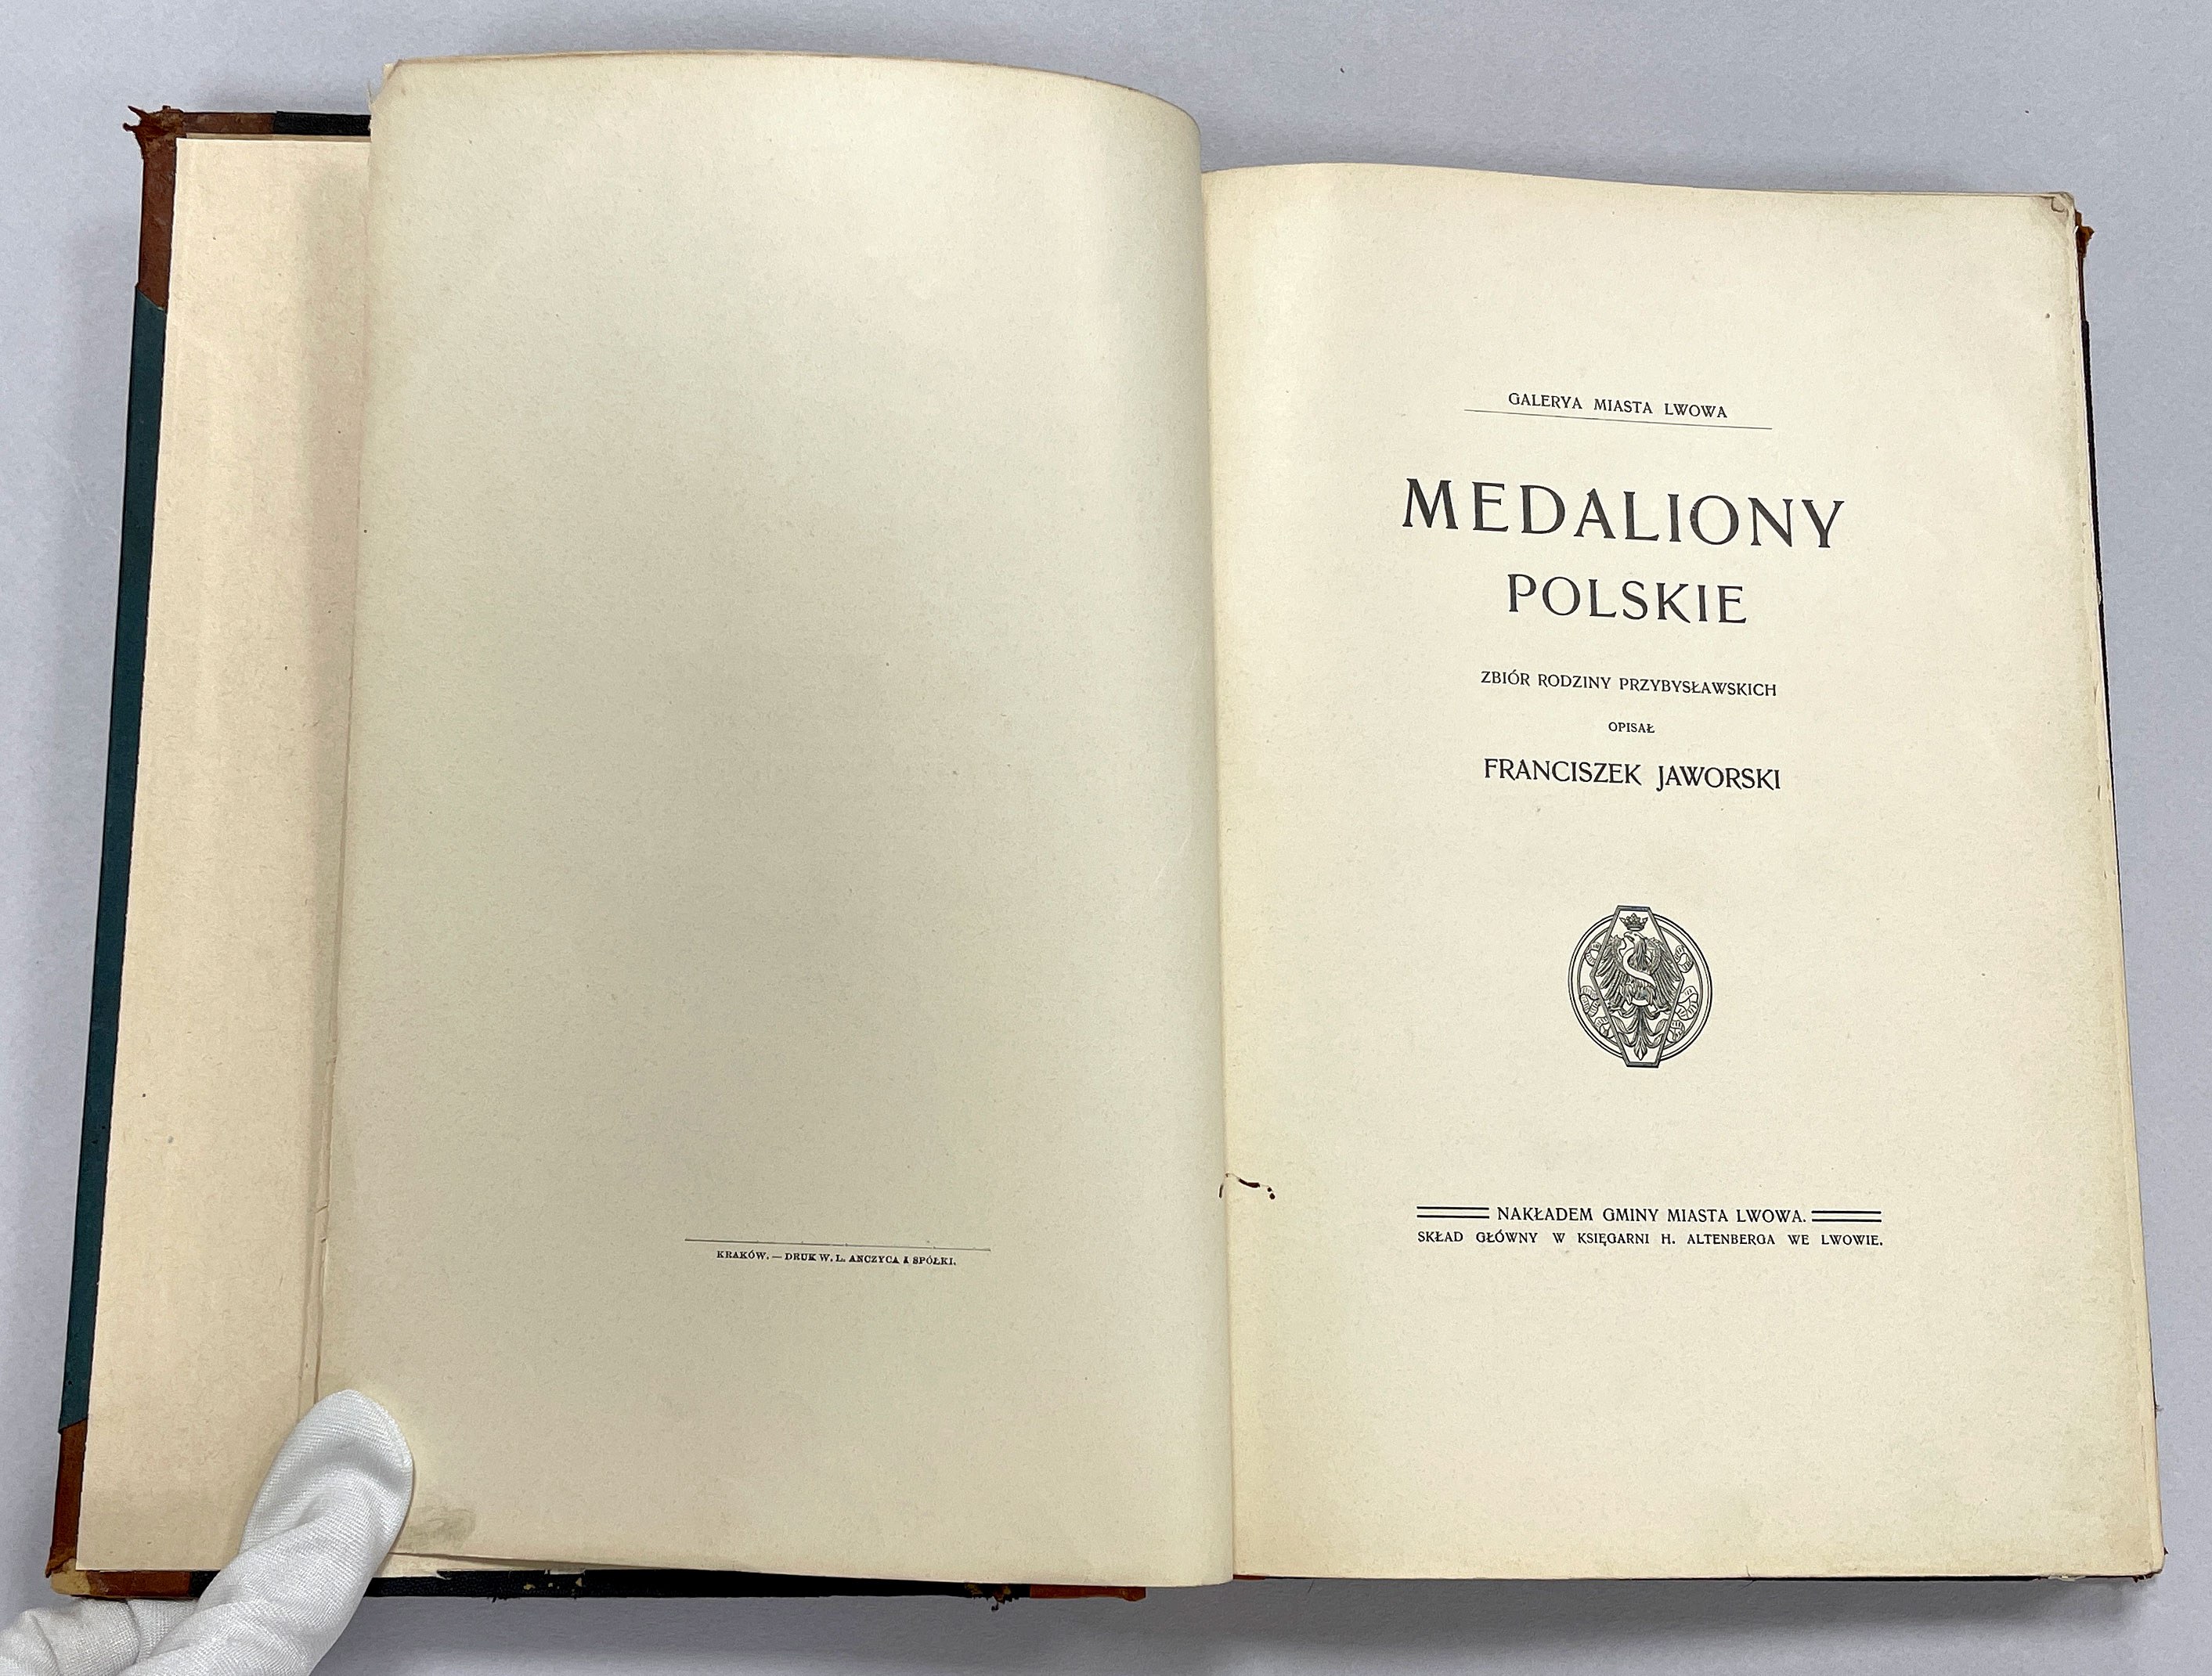 KRAKÓW. — DRUK W. L. ANCZYCA I SPÓŁKI.
GALERYA MIASTA LWOWA
MEDALIONY
POLSKIE
ZBIÓR RODZINY PRZYBYSŁAWSKICH
OPISAŁ
FRANCISZEK JAWORSKI
S
NAKŁADEM GMINY MIASTA LWOWA.
SKŁAD GŁÓWNY W KSIĘGARNI H. ALTENBERGA WE LWOWIE.